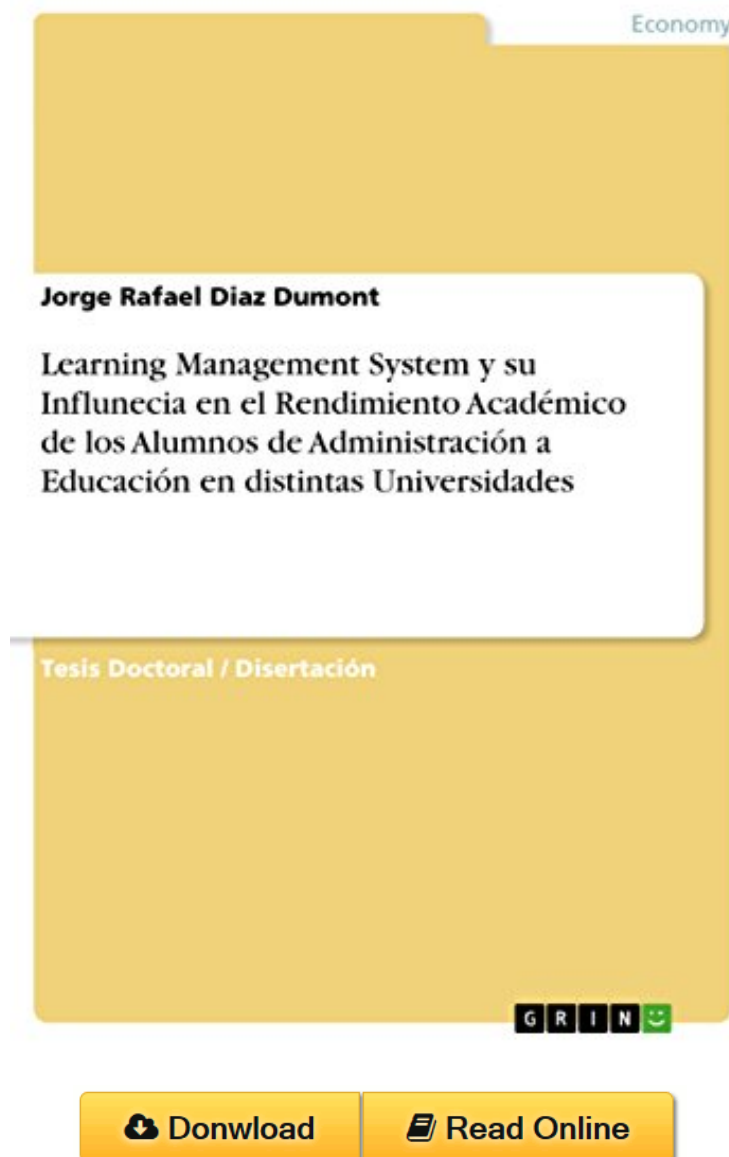 Economy
Jorge Rafael Diaz Dumont
Learning Management System y su
Influnecia en el Rendimiento Académico
de los Alumnos de Administración a
Educación en distintas Universidades
Tesis Doctoral / Disertación
GRIN
Donwload Read Online